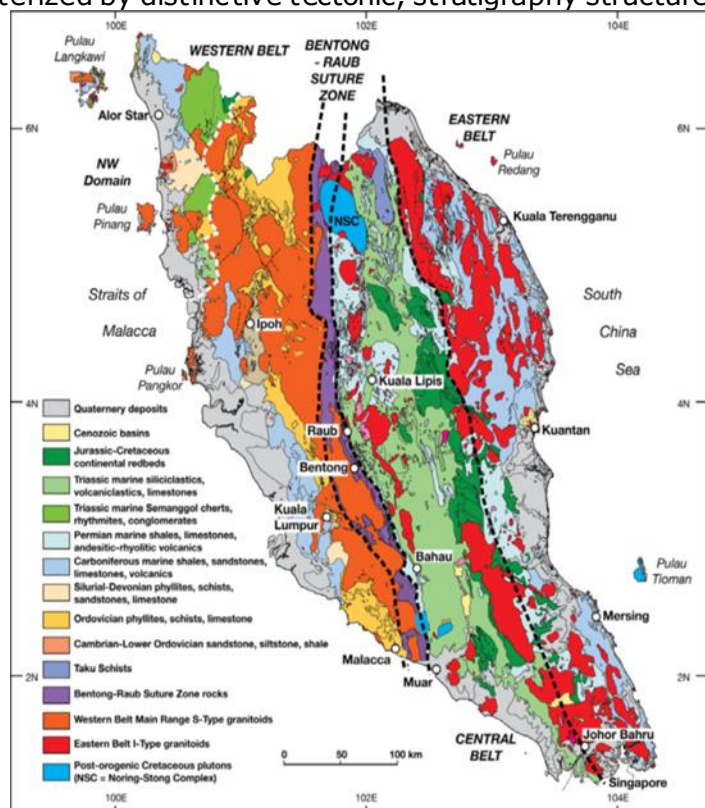 terized by distinctive tectonic, stratigraphy structure
100E
102E
104E
Pulau
Langkawi
WESTERN BELT
BENTONG
- RAUB
SUTURE
ZONE
Alor Star
6N
EASTERN
BELT
6N
Pulau
Redang
NW
Domain
Pulau
Pinang
NSC
Kuala Terengganu
Straits of
Malacca
South
China
Sea
Ipoh
Pulau
Pangkor
Kuala Lipis
4N
4N
Kuantan
Raub
Bentong
Kuala
Lumpur
Bahau
Pulau
Tioman
Mersing
Malacca
Muar
2N
2N
CENTRAL
BELT
Johor Bahru
Singapore
Quaternary deposits
Cenozoic basins
Jurassic-Cretaceous
continental redbeds
Triassic marine siliciclastics,
volcaniclastics, limestones
Triassic marine Semanggol cherts,
rhythmites, conglomerates
Permian marine shales, limestones,
andesitic-rhyolitic volcanics
Carboniferous marine shales, sandstones,
limestones, volcanics
Silurial-Devonian phyllites, schists,
sandstones, limestone
Ordovician phyllites, schists, limestone
Cambrian-Lower Ordovician sandstone, siltstone, shale
Taku Schists
Bentong-Raub Suture Zone rocks
Western Belt Main Range S-Type granitoids
Eastern Belt I-Type granitoids
Post-orogenic Cretaceous plutons
(NSC = Noring-Stong Complex)
0 50 100 km
100E
102E
104E